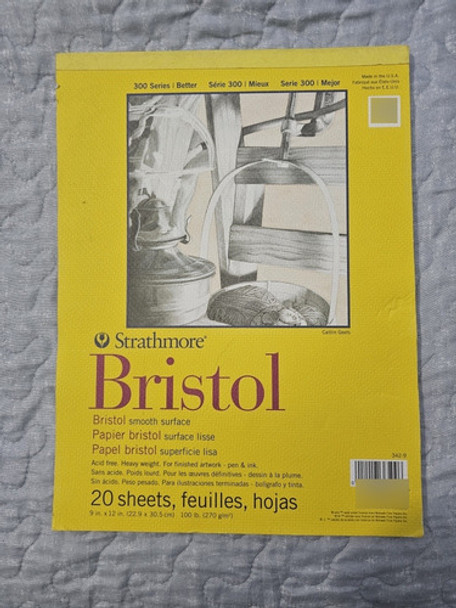 300 Series | Better Série 300 | Mieux Serie 300 | Mejor
Made in the U.S.A.
Fabriqué aux États-Unis
Hecho en E.E.U.U.
Strathmore®
Bristol
Bristol smooth surface
Papier bristol surface lisse
Papel bristol superficie lisa
Acid free. Heavy weight. For finished artwork - pen & ink.
Sans acide. Poids lourd. Pour les œuvres définitives - dessin à la plume.
Sin ácido. Peso pesado. Para ilustraciones terminadas - bolígrafo y tinta.
20 sheets, feuilles, hojas
9 in. x 12 in. (22.9 x 30.5 cm) · 100 lb. (270 g/m²)
342-9